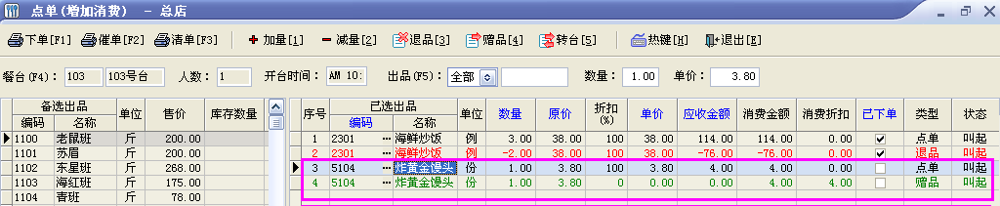 点单(增加消费) - 总店
下单[F1] 催单[F2] 清单[F3] 加量[1] 减量[2] 退品[3] 赠品[4] 转台[5] 热键[H] 退出[E]
餐台(F4): 103 103号台 人数: 1 开台时间: AM 10: 出品(F5): 全部 数量: 1.00 单价: 3.80
备选出品 单位 售价 库存数量
编码 名称
1100 老鼠班 斤 200.00
1101 苏眉 斤 200.00
1102 东星班 斤 268.00
1103 海红班 斤 175.00
1104 青班 斤 78.00
序号 已选出品 单位 数量 原价 折扣(%) 单价 应收金额 消费金额 消费折扣 已下单 类型 状态
编码 名称
1 2301 … 海鲜炒饭 例 3.00 38.00 100 38.00 114.00 114.00 0.00 点单 叫起
2 2301 … 海鲜炒饭 例 -2.00 38.00 100 38.00 -76.00 -76.00 0.00 退品 叫起
3 5104 … 炸黄金馒头 份 1.00 3.80 100 3.80 4.00 4.00 0.00 点单 叫起
4 5104 … 炸黄金馒头 份 1.00 3.80 0 0.00 0.00 4.00 4.00 赠品 叫起